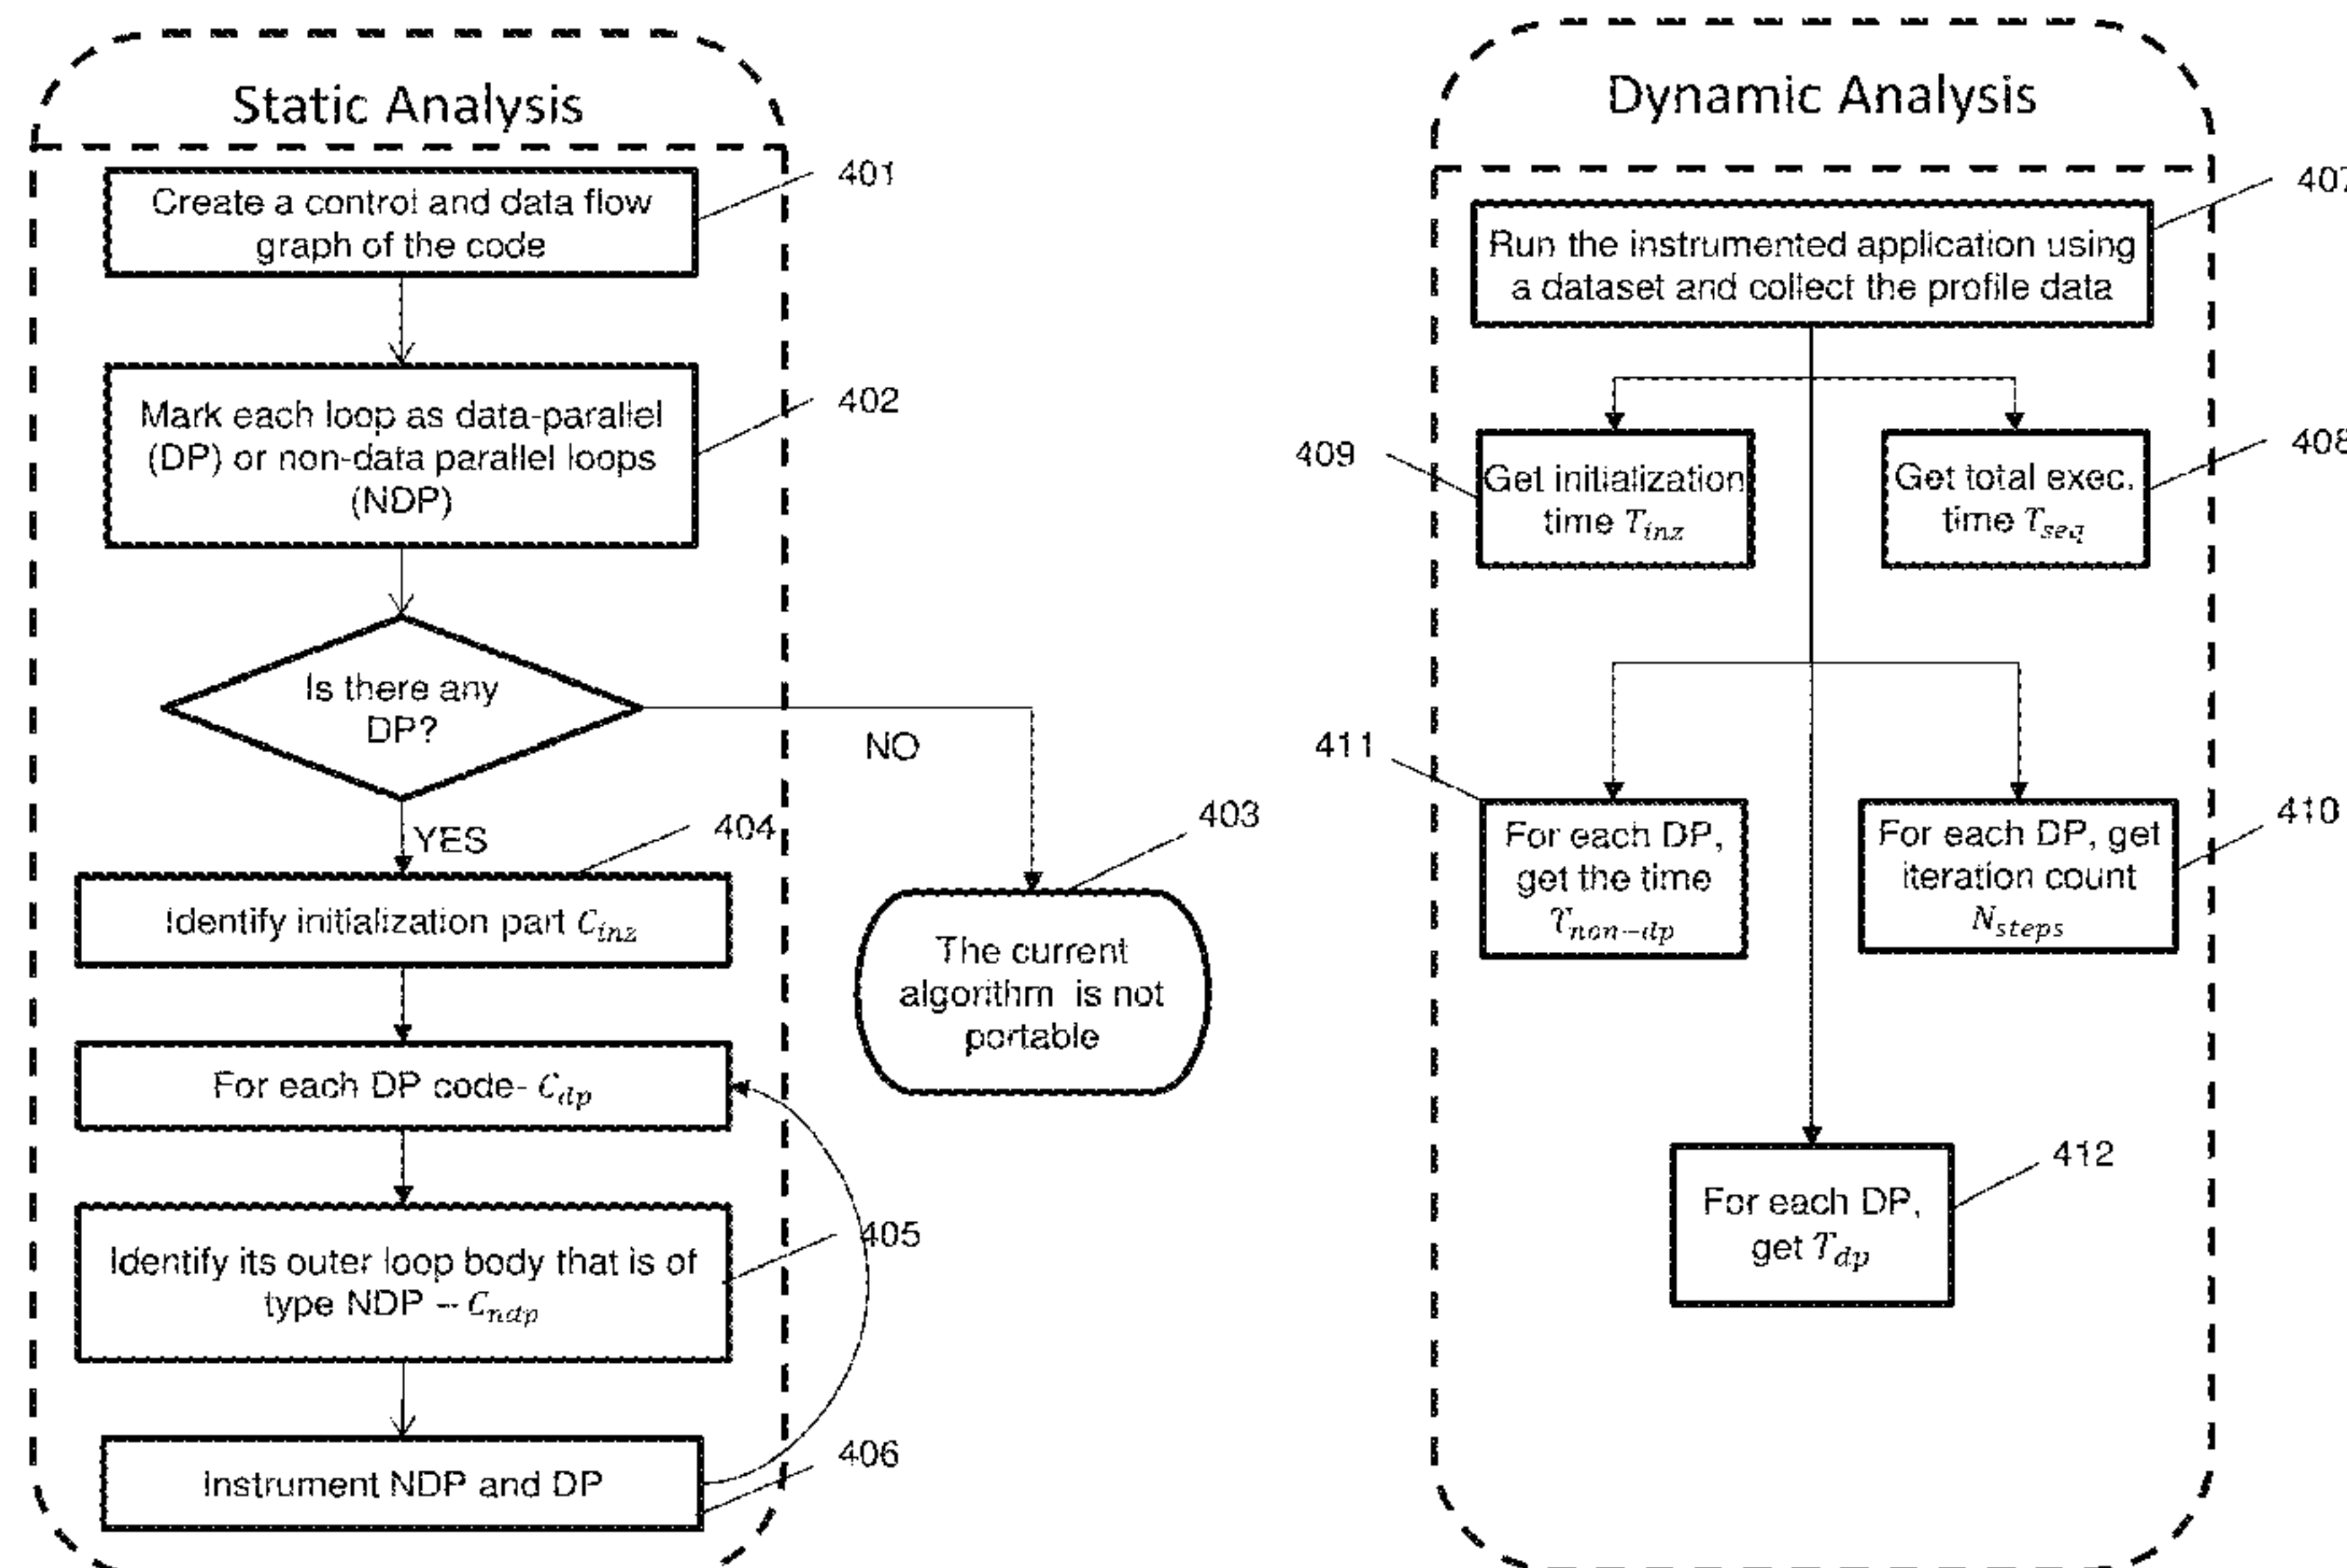 Static Analysis
Create a control and data flow
graph of the code
401
Mark each loop as data-parallel
(DP) or non-data parallel loops
(NDP)
402
Is there any
DP?
NO
YES
404
403
Identify initialization part C_inz
The current
algorithm is not
portable
For each DP code- C_dp
405
Identify its outer loop body that is of
type NDP – C_ndp
406
Instrument NDP and DP
Dynamic Analysis
407
Run the instrumented application using
a dataset and collect the profile data
409
Get initialization
time T_inz
408
Get total exec.
time T_seq
411
For each DP,
get the time
T_non-dp
410
For each DP, get
iteration count
N_steps
412
For each DP,
get T_dp